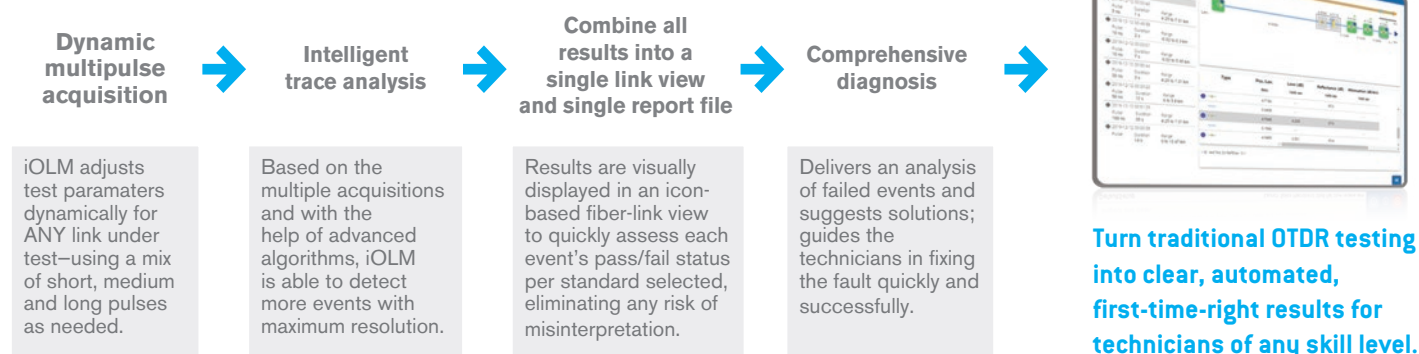 Dynamic
multipulse
acquisition
Intelligent
trace analysis
Combine all
results into a
single link view
and single report file
Comprehensive
diagnosis
iOLM adjusts
test paramaters
dynamically for
ANY link under
test—using a mix
of short, medium
and long pulses
as needed.
Based on the
multiple acquisitions
and with the
help of advanced
algorithms, iOLM
is able to detect
more events with
maximum resolution.
Results are visually
displayed in an icon-
based fiber-link view
to quickly assess each
event’s pass/fail status
per standard selected,
eliminating any risk of
misinterpretation.
Delivers an analysis
of failed events and
suggests solutions;
guides the
technicians in fixing
the fault quickly and
successfully.
Type
Turn traditional OTDR testing
into clear, automated,
first-time-right results for
technicians of any skill level.